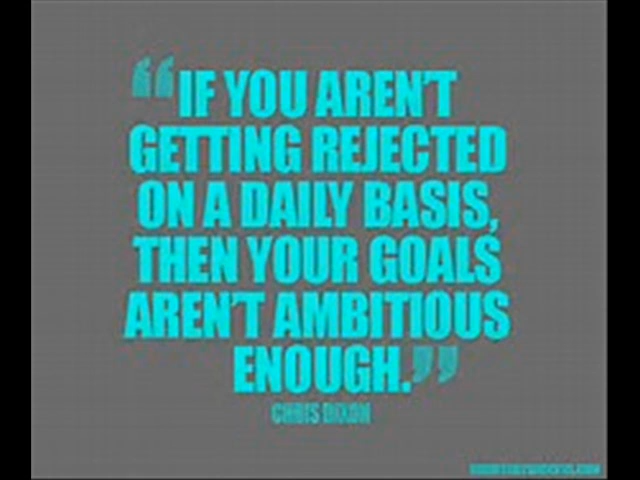 “IF YOU AREN'T
GETTING REJECTED
ON A DAILY BASIS,
THEN YOUR GOALS
AREN'T AMBITIOUS
ENOUGH.”
CHRIS DIXON